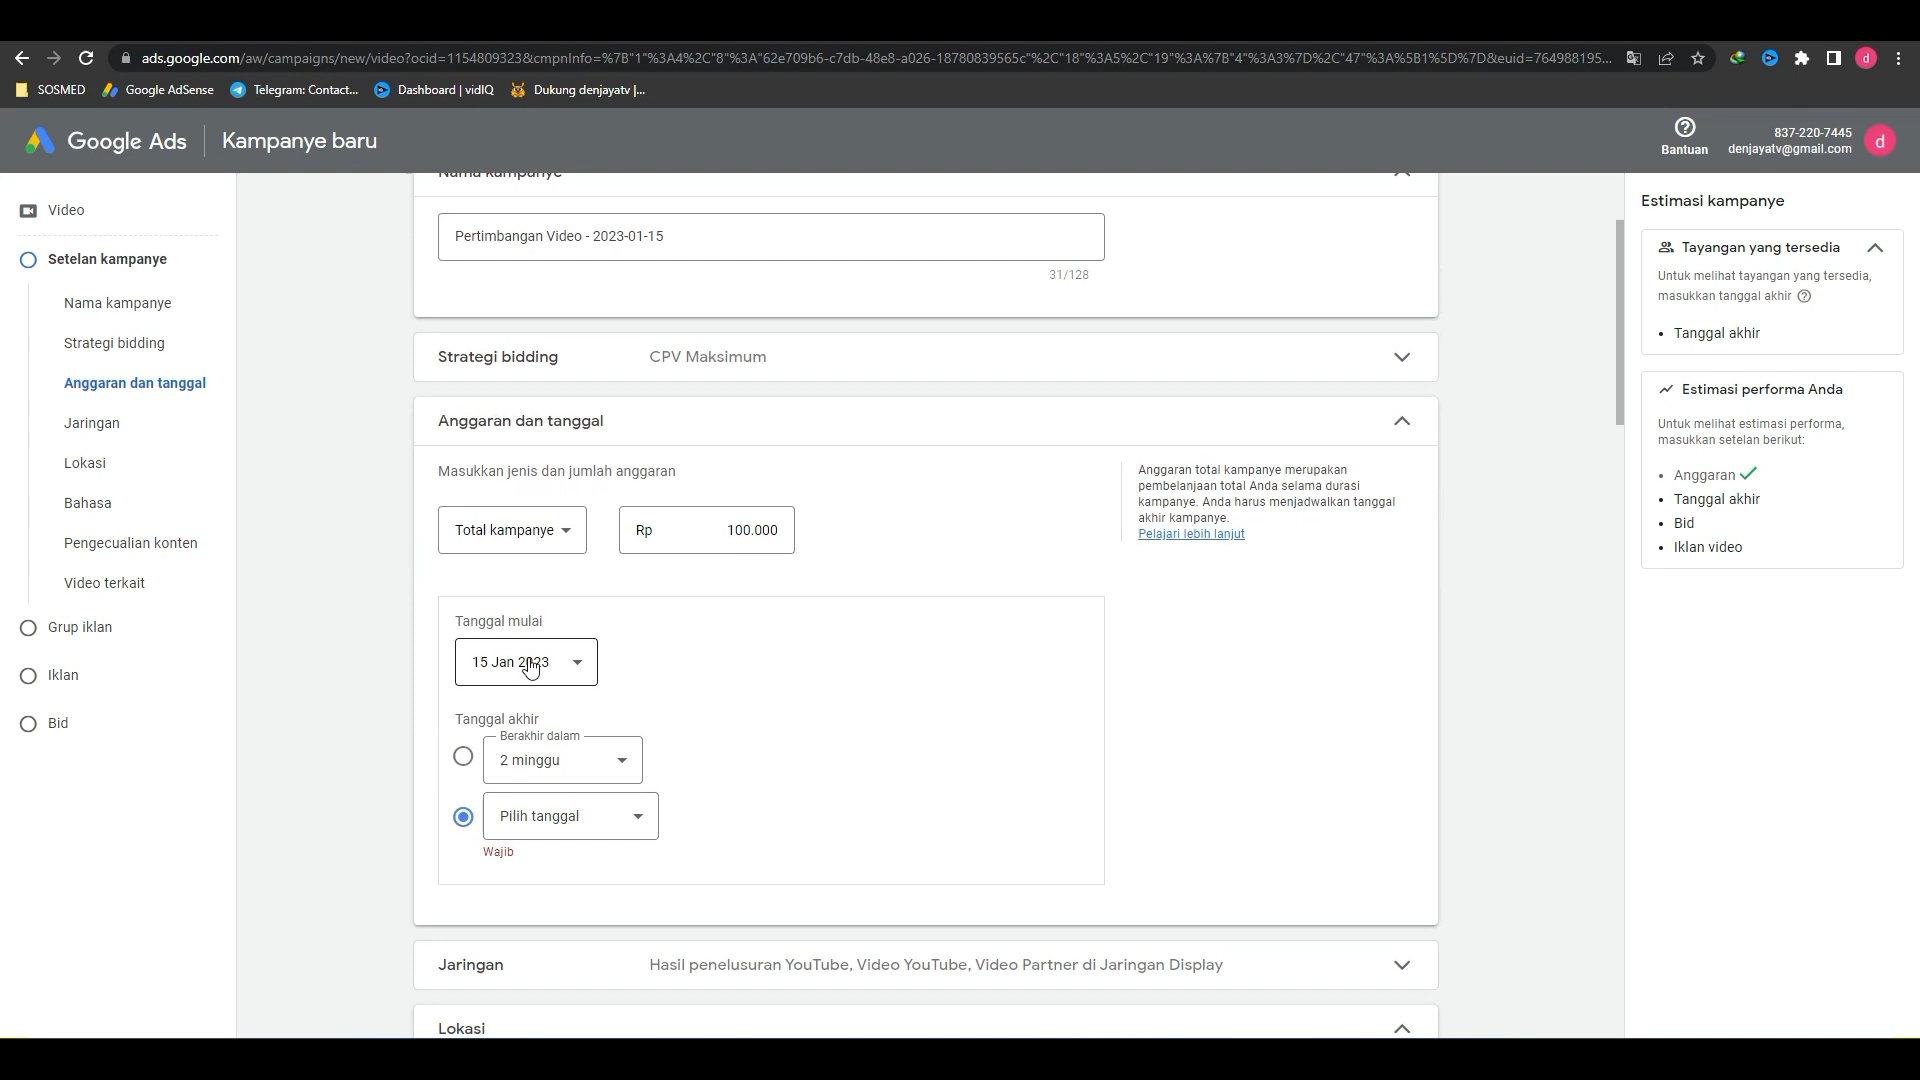 ads.google.com/aw/campaigns/new/video?ocid=1154809323&cmpnInfo=%7B"1"%3A4%2C"8"%3A"62e709b6-c7db-48e8-a026-18780839565c"%2C"18"%3A5%2C"19"%3A%7B"4"%3A3%7D%2C"47"%3A%5B1%5D%7D&euid=764988195...
d
SOSMED
Google AdSense
Telegram: Contact...
Dashboard | vidIQ
Dukung denjayatv |...
Google Ads
Kampanye baru
Bantuan
837-220-7445
denjayatv@gmail.com
d
Video
Setelan kampanye
Nama kampanye
Strategi bidding
Anggaran dan tanggal
Jaringan
Lokasi
Bahasa
Pengecualian konten
Video terkait
Grup iklan
Iklan
Bid
Nama kampanye
Pertimbangan Video - 2023-01-15
31/128
Strategi bidding
CPV Maksimum
Anggaran dan tanggal
Masukkan jenis dan jumlah anggaran
Total kampanye
Rp 100.000
Anggaran total kampanye merupakan
pembelanjaan total Anda selama durasi
kampanye. Anda harus menjadwalkan tanggal
akhir kampanye.
Pelajari lebih lanjut
Tanggal mulai
15 Jan 2023
Tanggal akhir
Berakhir dalam
2 minggu
Pilih tanggal
Wajib
Jaringan
Hasil penelusuran YouTube, Video YouTube, Video Partner di Jaringan Display
Lokasi
Estimasi kampanye
Tayangan yang tersedia
Untuk melihat tayangan yang tersedia,
masukkan tanggal akhir
• Tanggal akhir
Estimasi performa Anda
Untuk melihat estimasi performa,
masukkan setelan berikut:
• Anggaran
• Tanggal akhir
• Bid
• Iklan video